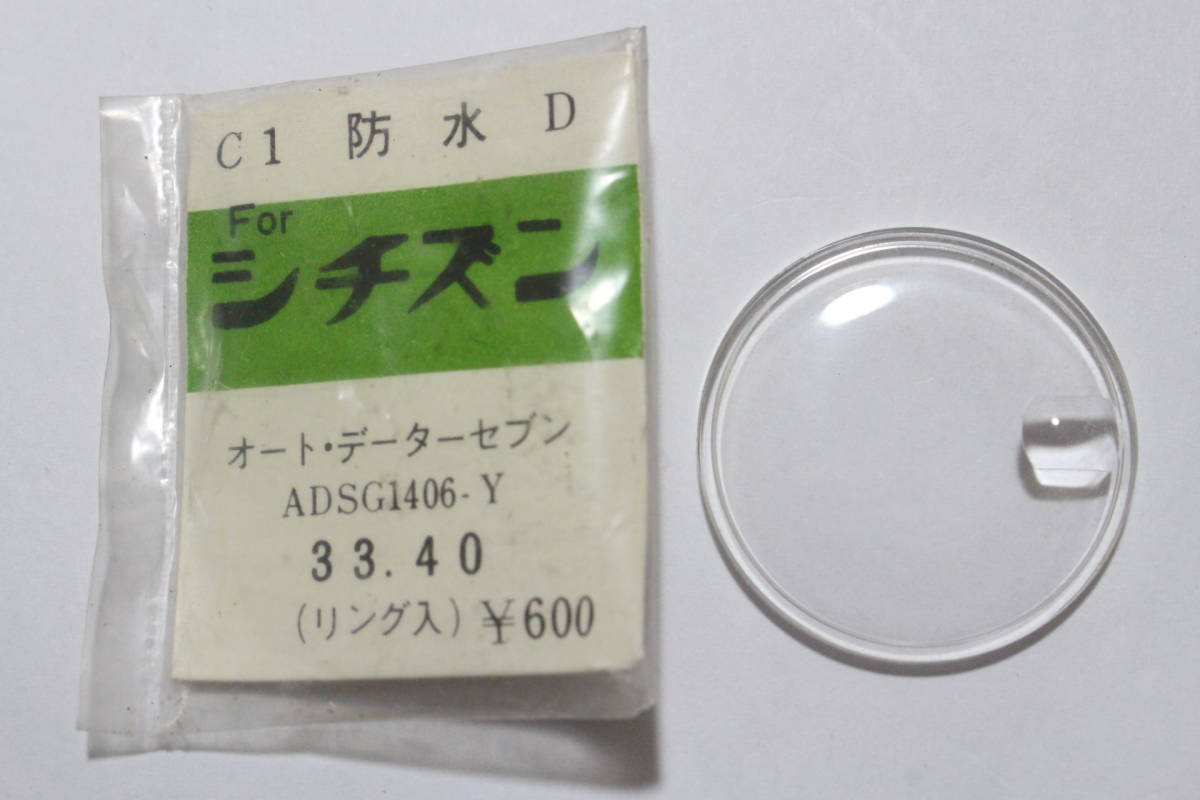 C1 防水 D
For
シチズン
オート・データーセブン
ADSG1406-Y
33.40
(リング入) ¥600